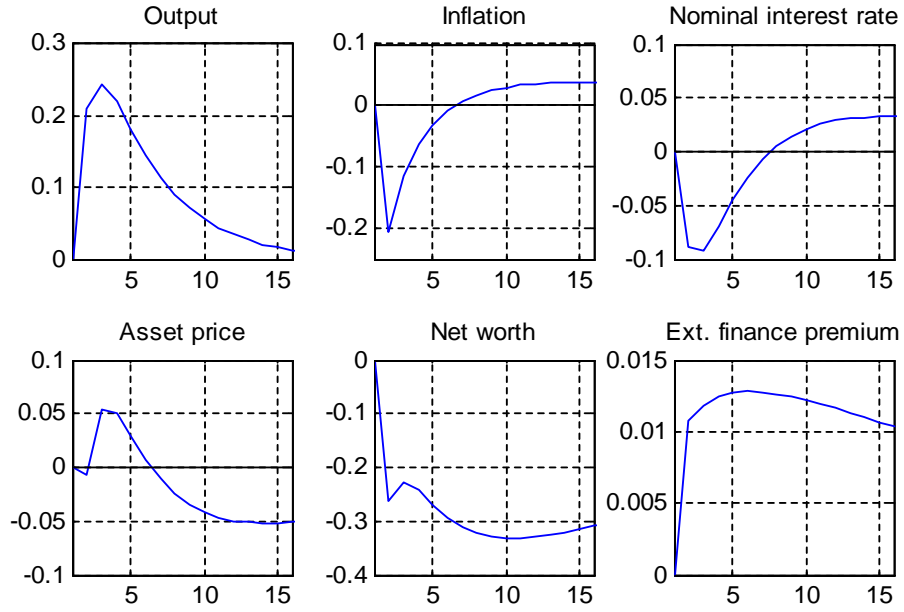 Output
0.3
0.2
0.1
0
5 10 15
Inflation
0.1
0
-0.1
-0.2
5 10 15
Nominal interest rate
0.1
0.05
0
-0.05
-0.1
5 10 15
Asset price
0.1
0.05
0
-0.05
-0.1
5 10 15
Net worth
0
-0.1
-0.2
-0.3
-0.4
5 10 15
Ext. finance premium
0.015
0.01
0.005
0
5 10 15